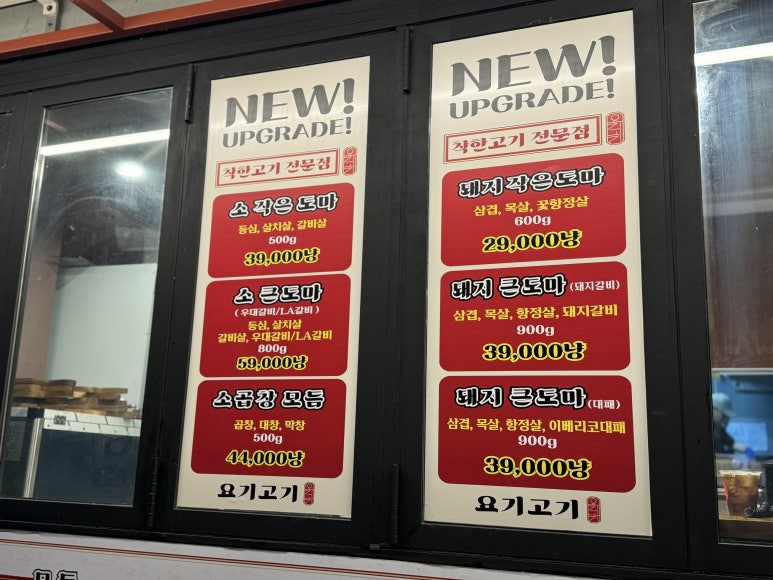 NEW!
UPGRADE!
착한고기 전문점
소 작은토마
등심, 살치살, 갈비살
500g
39,000냥
소 큰토마
(우대갈비/LA갈비)
등심, 살치살
갈비살, 우대갈비/LA갈비
800g
59,000냥
소곱창 모듬
곱창, 대창, 막창
500g
44,000냥
요기고기
NEW!
UPGRADE!
착한고기 전문점
돼지 작은토마
삼겹, 목살, 꽃항정살
600g
29,000냥
돼지 큰토마 (돼지갈비)
삼겹, 목살, 항정살, 돼지갈비
900g
39,000냥
돼지 큰토마 (대패)
삼겹, 목살, 항정살, 이베리코대패
900g
39,000냥
요기고기